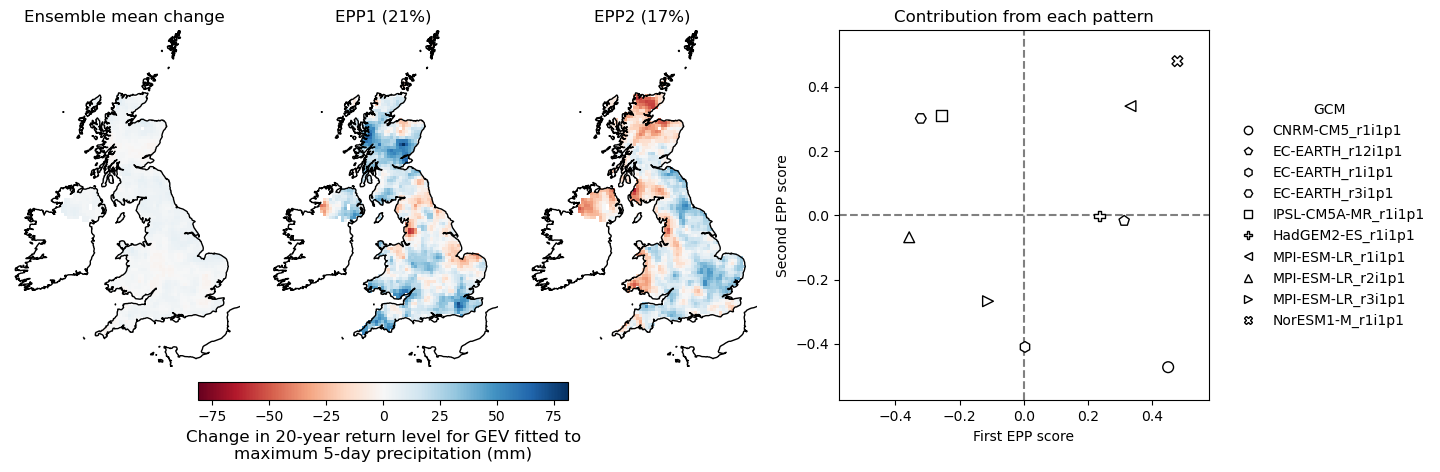 Ensemble mean change
EPP1 (21%)
EPP2 (17%)
Contribution from each pattern
−75 −50 −25 0 25 50 75
Change in 20-year return level for GEV fitted to
maximum 5-day precipitation (mm)
Second EPP score
0.4
0.2
0.0
−0.2
−0.4
−0.4 −0.2 0.0 0.2 0.4
First EPP score
GCM
CNRM-CM5_r1i1p1
EC-EARTH_r12i1p1
EC-EARTH_r1i1p1
EC-EARTH_r3i1p1
IPSL-CM5A-MR_r1i1p1
HadGEM2-ES_r1i1p1
MPI-ESM-LR_r1i1p1
MPI-ESM-LR_r2i1p1
MPI-ESM-LR_r3i1p1
NorESM1-M_r1i1p1